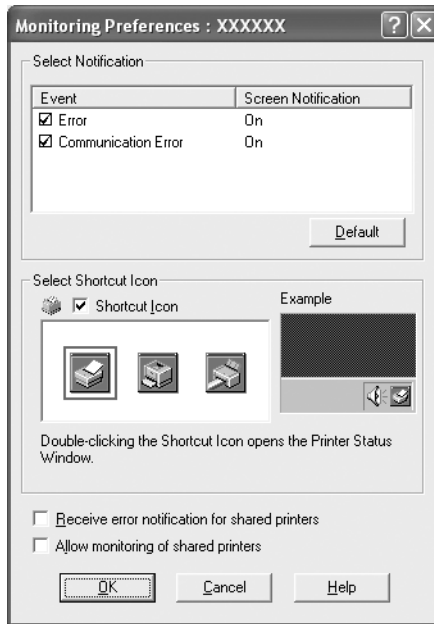 Monitoring Preferences : XXXXXX
Select Notification
Event Screen Notification
Error On
Communication Error On
Default
Select Shortcut Icon
Shortcut Icon
Example
Double-clicking the Shortcut Icon opens the Printer Status
Window.
Receive error notification for shared printers
Allow monitoring of shared printers
OK Cancel Help